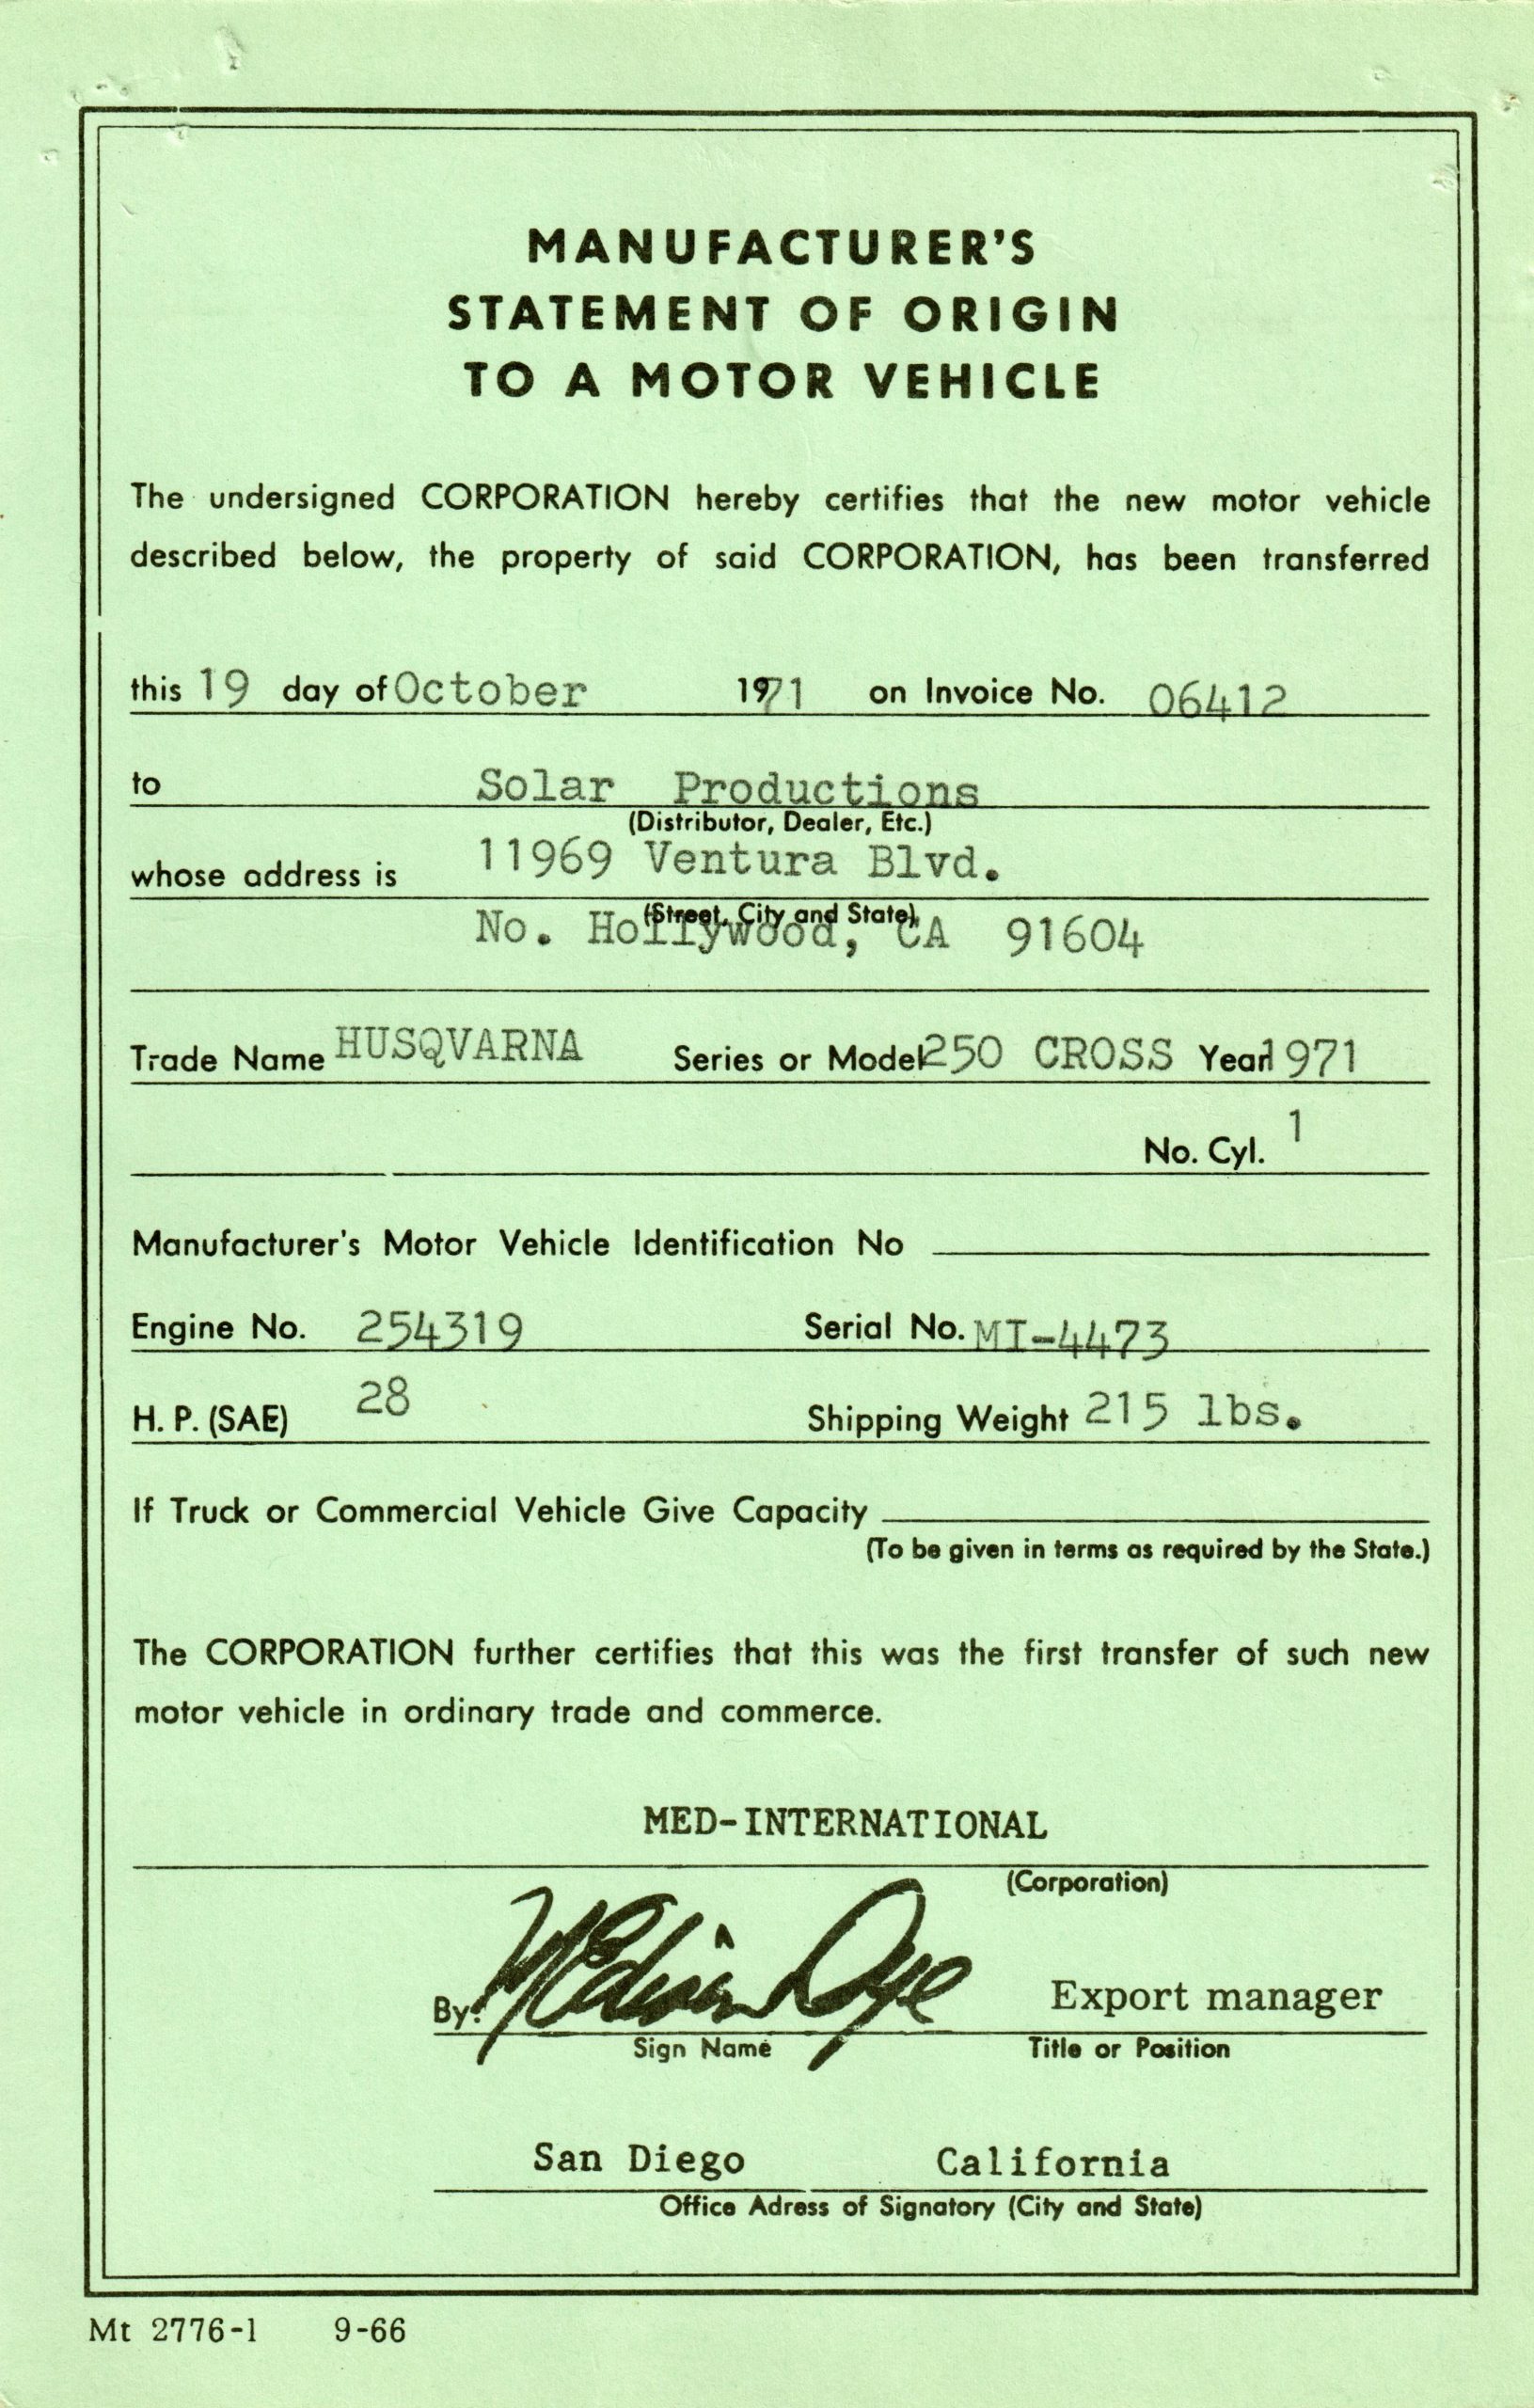 MANUFACTURER'S
STATEMENT OF ORIGIN
TO A MOTOR VEHICLE
The undersigned CORPORATION hereby certifies that the new motor vehicle
described below, the property of said CORPORATION, has been transferred
this 19 day of October 1971 on Invoice No. 06412
to Solar Productions
(Distributor, Dealer, Etc.)
whose address is 11969 Ventura Blvd.
(Street, City and State)
No. Hollywood, CA 91604
Trade Name HUSQVARNA Series or Model 250 CROSS Year 1971
No. Cyl. 1
Manufacturer's Motor Vehicle Identification No
Engine No. 254319 Serial No. MI-4473
H. P. (SAE) 28 Shipping Weight 215 lbs.
If Truck or Commercial Vehicle Give Capacity
(To be given in terms as required by the State.)
The CORPORATION further certifies that this was the first transfer of such new
motor vehicle in ordinary trade and commerce.
MED-INTERNATIONAL
(Corporation)
By: Edison Dye Export manager
Sign Name Title or Position
San Diego California
Office Adress of Signatory (City and State)
Mt 2776-1 9-66